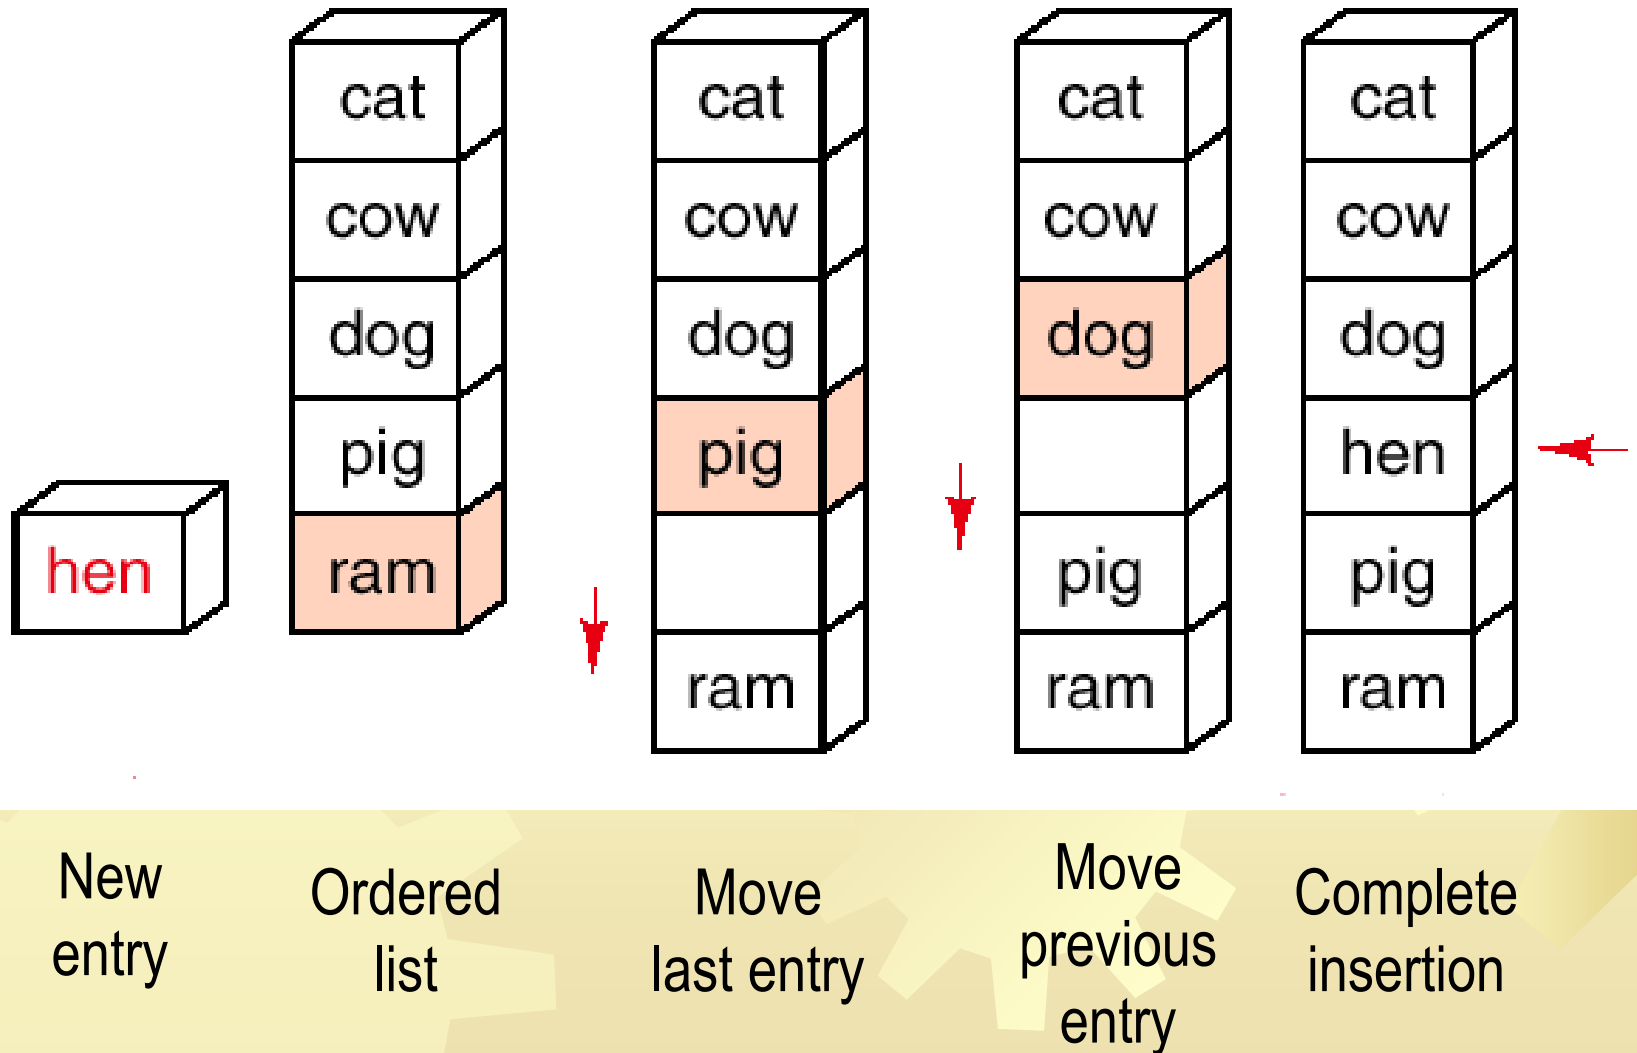 hen
cat
cow
dog
pig
ram
cat
cow
dog
pig
ram
cat
cow
dog
pig
ram
cat
cow
dog
hen
pig
ram
New
entry
Ordered
list
Move
last entry
Move
previous
entry
Complete
insertion